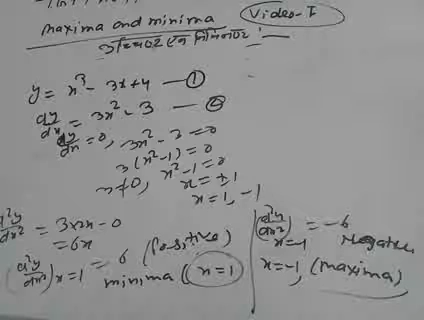 maxima and minima Video-I
y = x³ - 3x + 4 — ①
dy/dx = 3x² - 3 — ②
dy/dx = 0, 3x² - 3 = 0
3(x² - 1) = 0
3 ≠ 0, x² - 1 = 0
x = ± 1
x = 1, -1
d²y/dx² = 3x2x - 0
= 6x
(d²y/dx²) x=1 = 6 (Positive)
minima (x = 1)
(d²y/dx²) x=-1 = -6
Negative
x = -1, (maxima)